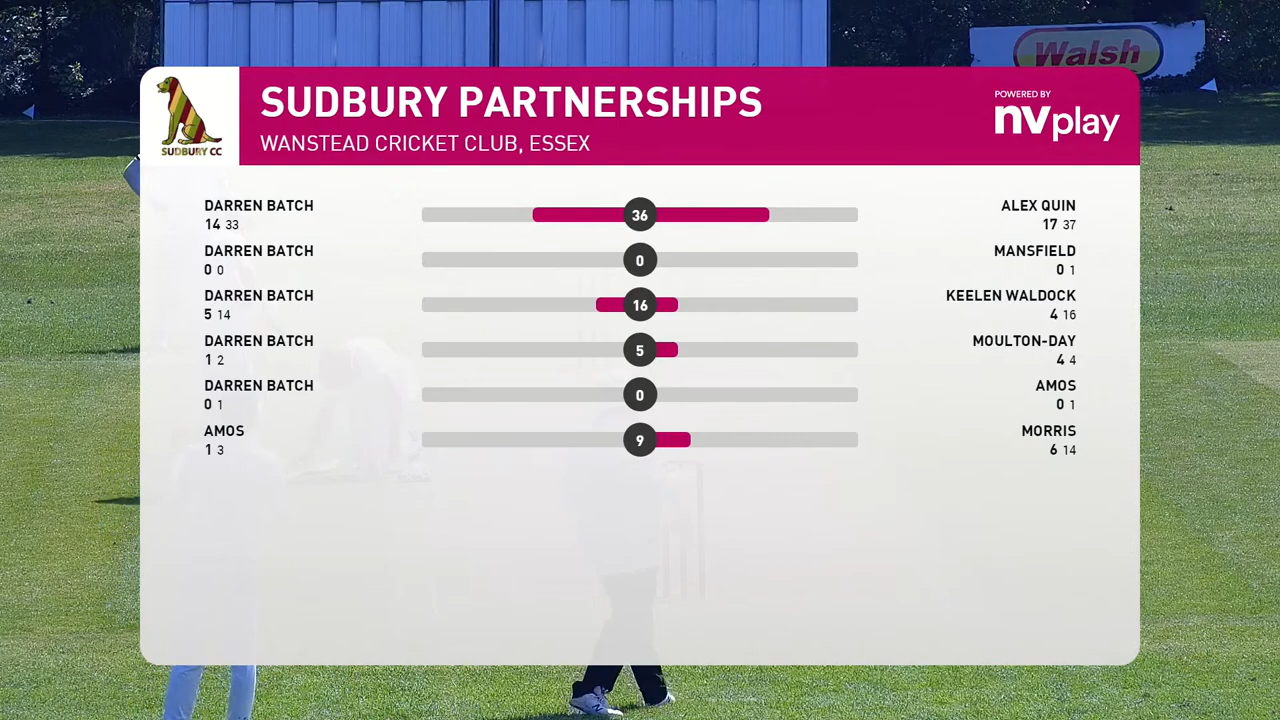 Walsh
SUDBURY CC
SUDBURY PARTNERSHIPS
WANSTEAD CRICKET CLUB, ESSEX
POWERED BY
nvplay
DARREN BATCH
14 33
36
ALEX QUIN
17 37
DARREN BATCH
0 0
0
MANSFIELD
0 1
DARREN BATCH
5 14
16
KEELEN WALDOCK
4 16
DARREN BATCH
1 2
5
MOULTON-DAY
4 4
DARREN BATCH
0 1
0
AMOS
0 1
AMOS
1 3
9
MORRIS
6 14